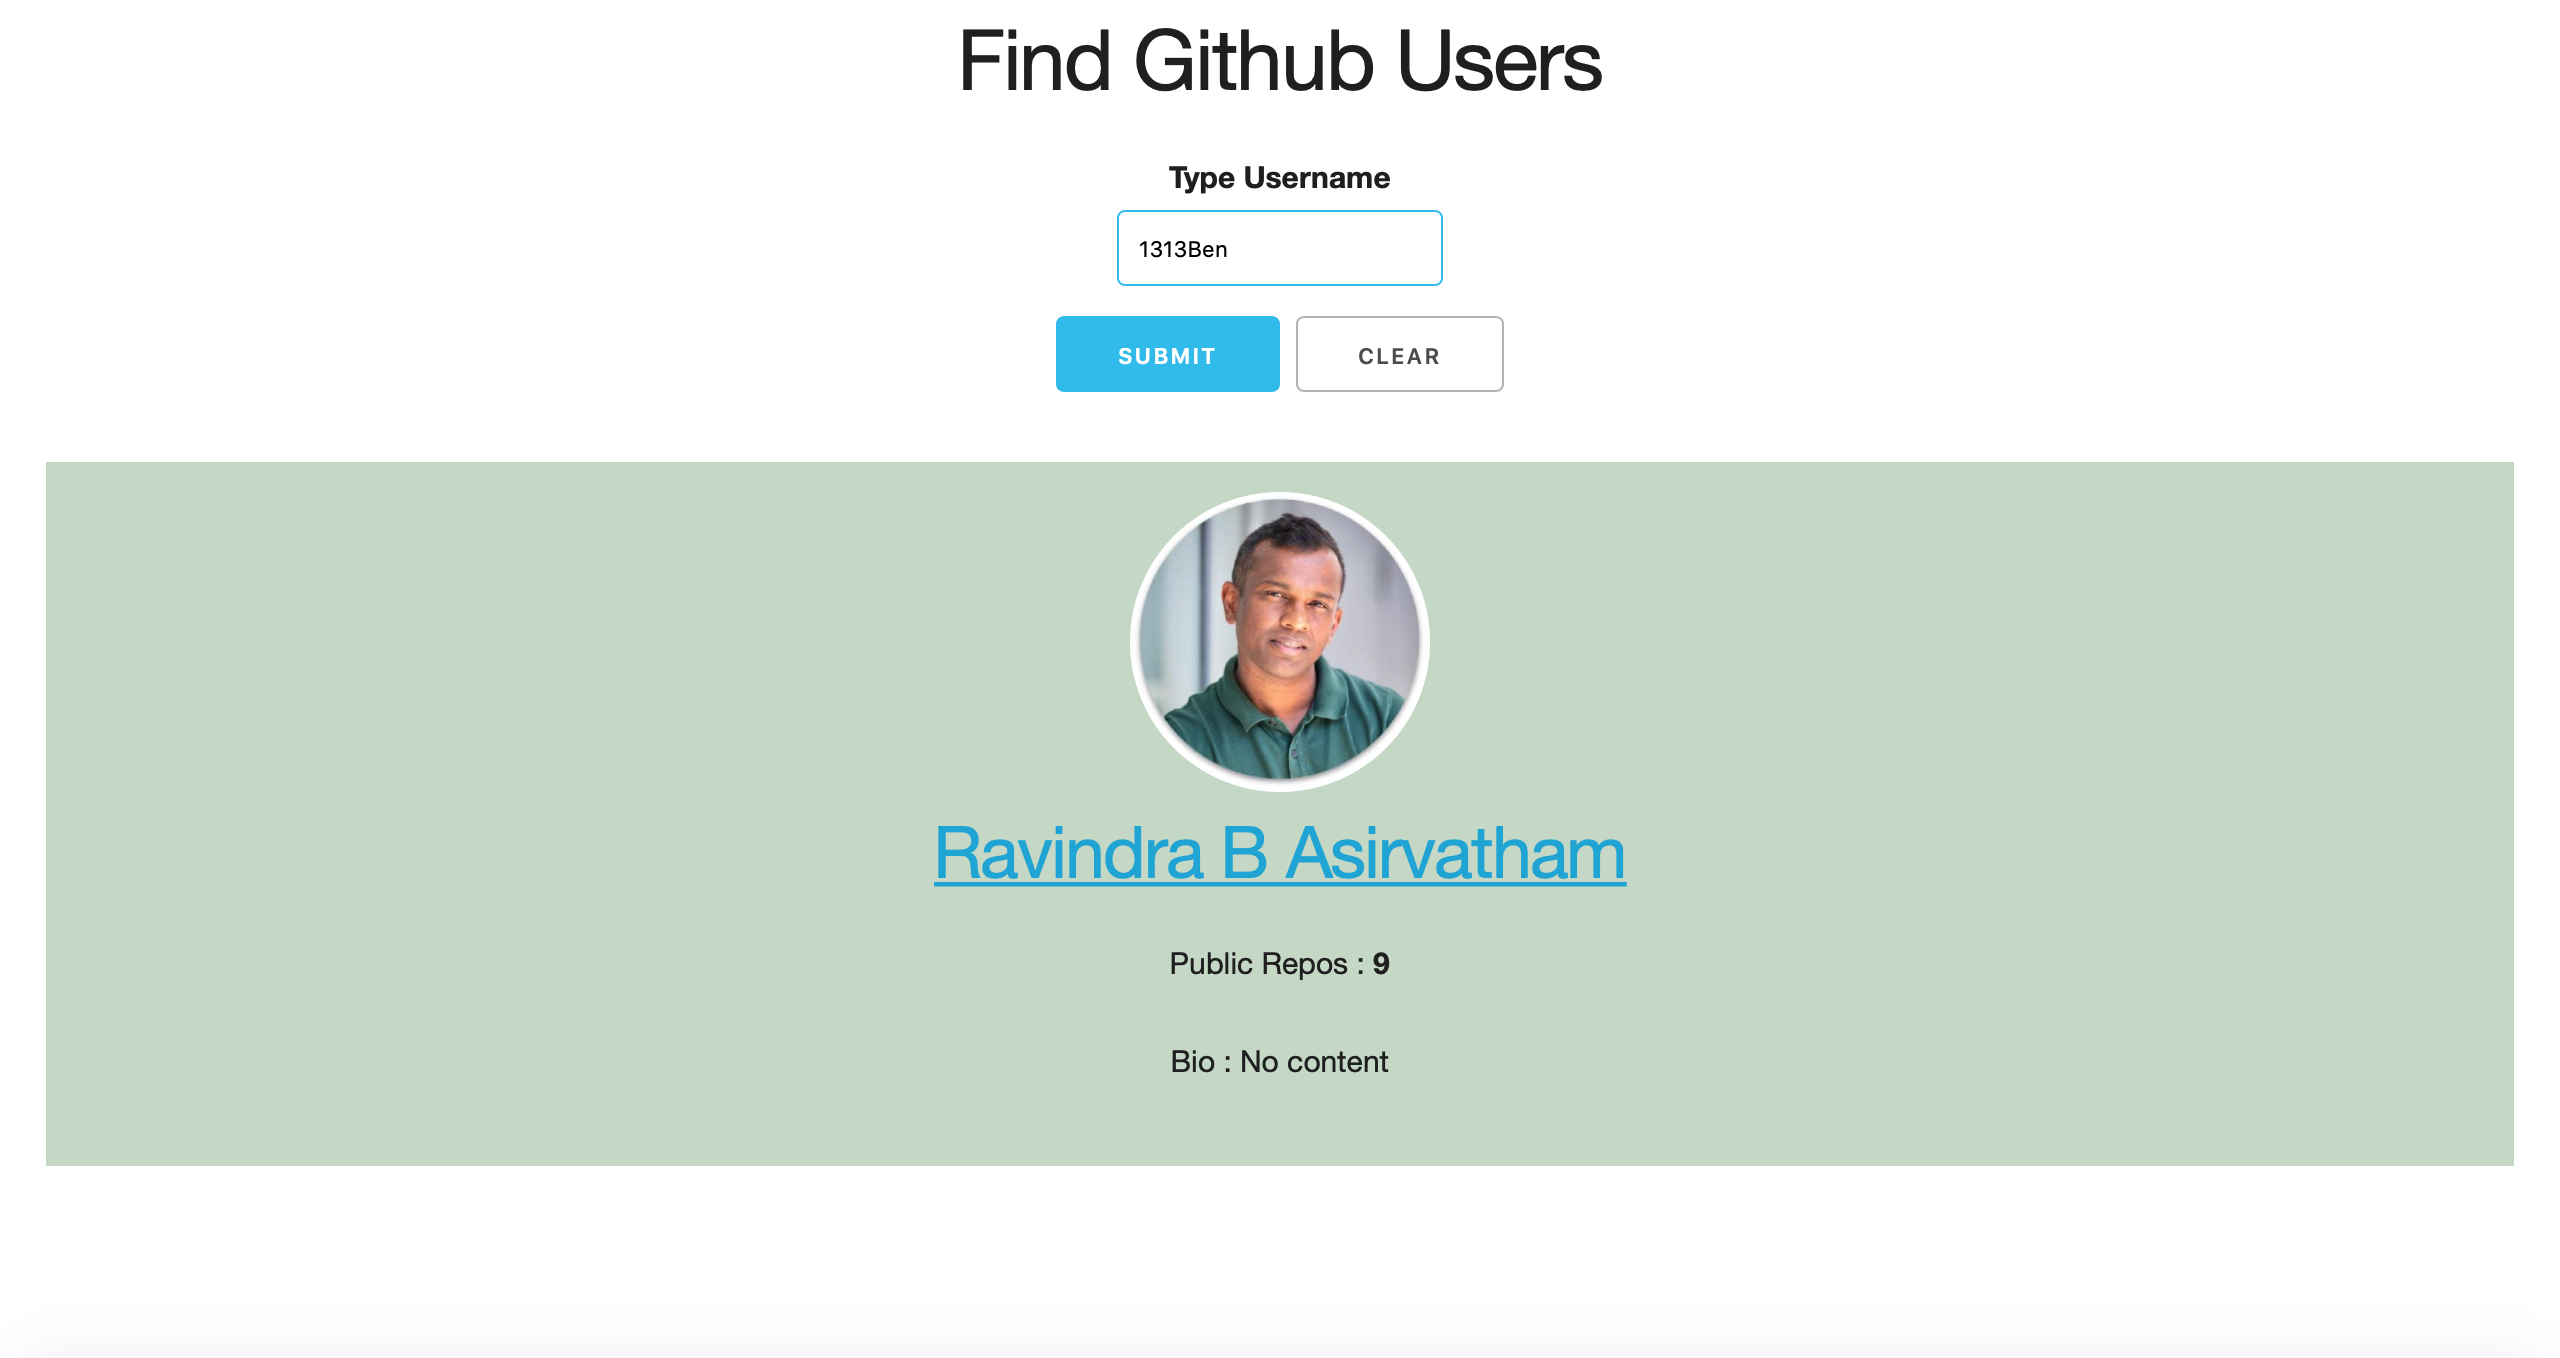 Find Github Users
Type Username
1313Ben
SUBMIT CLEAR
Ravindra B Asirvatham
Public Repos : 9
Bio : No content